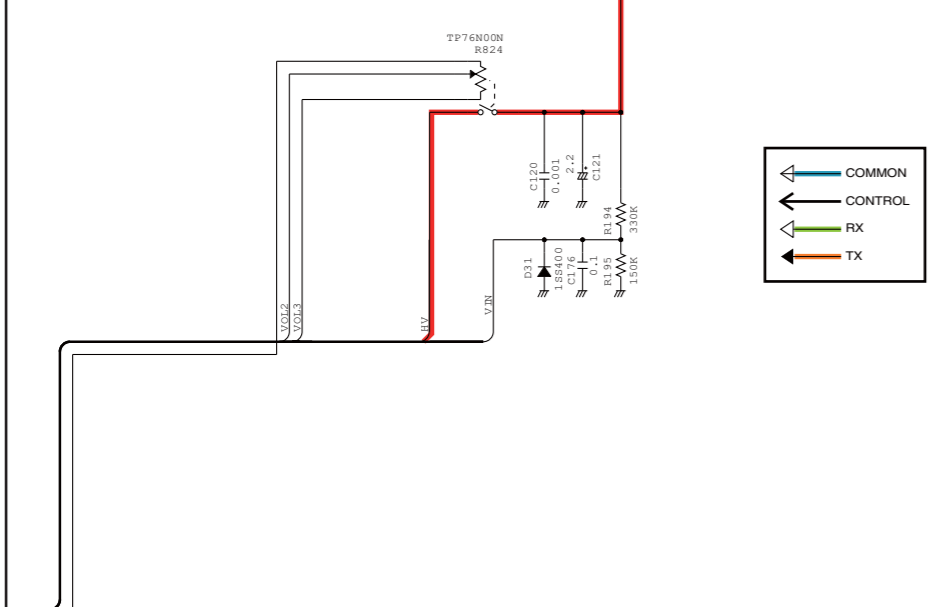 TP76N00N
R824
C120
0.001
2.2
+
C121
R194
330K
D31
1SS400
C176
0.1
R195
150K
VOL2
VOL3
HV
VIN
COMMON
CONTROL
RX
TX